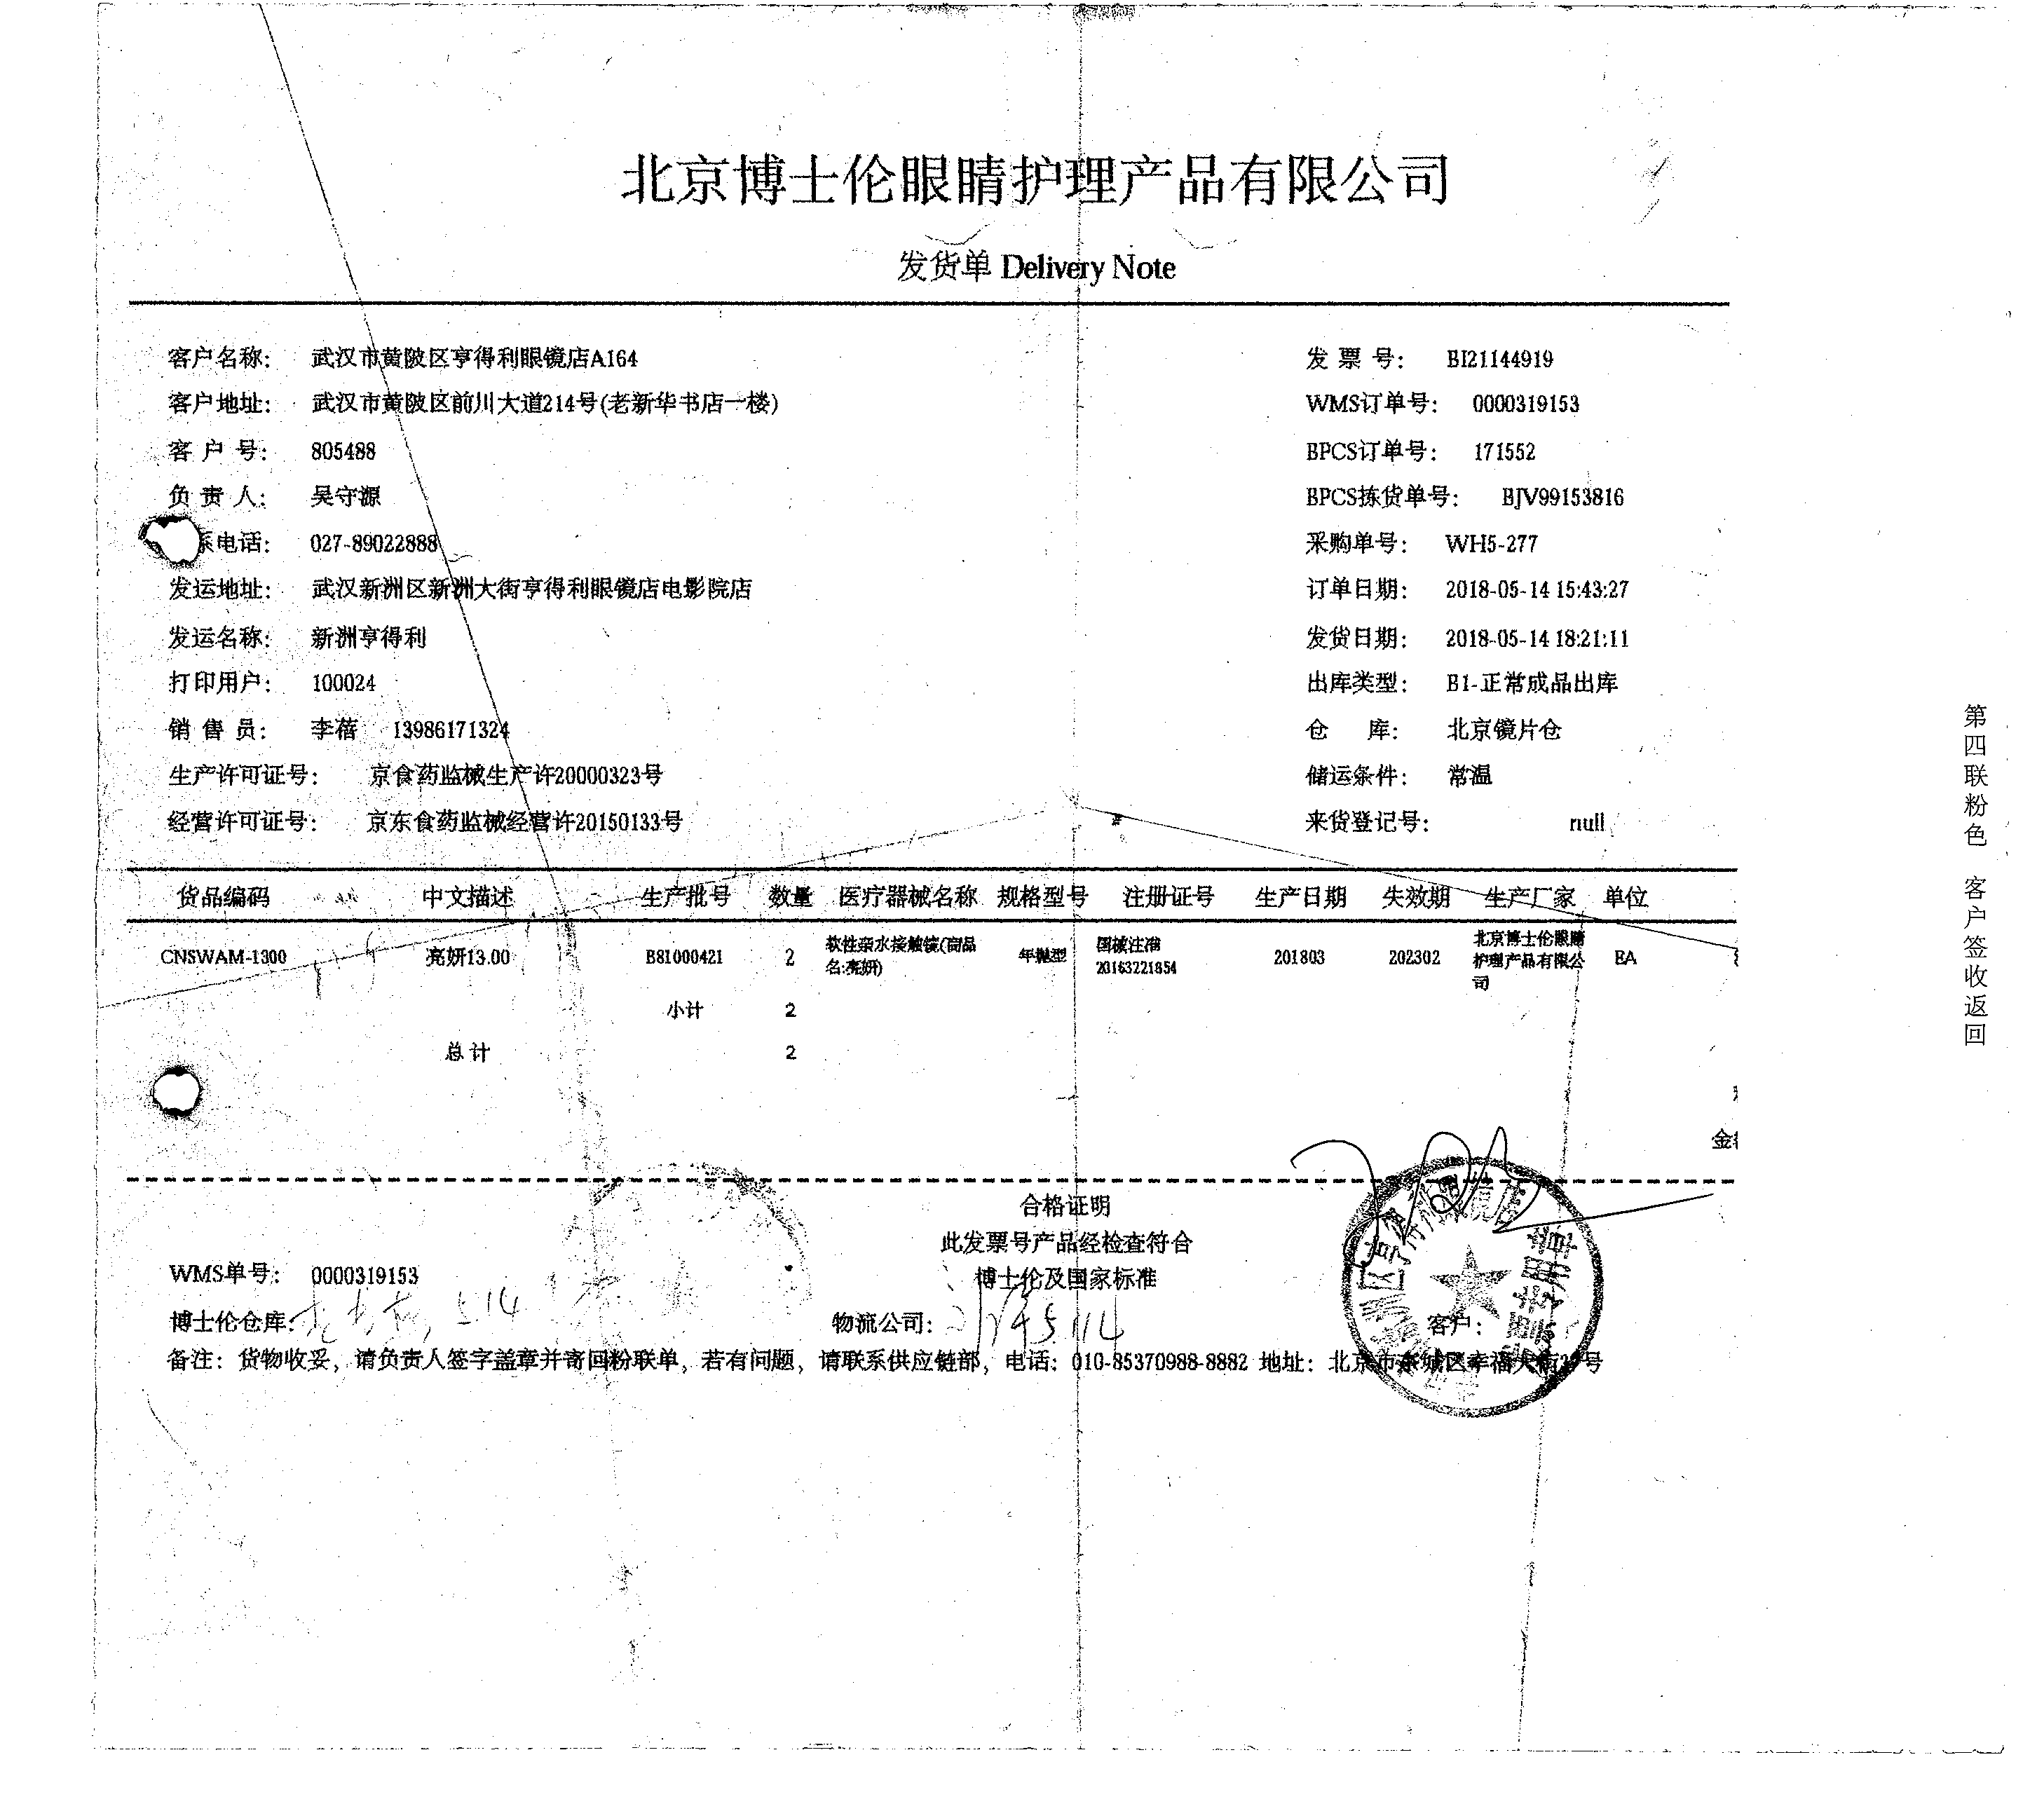 北京博士伦眼睛护理产品有限公司
发货单 Delivery Note
客户名称： 武汉市黄陂区亨得利眼镜店A164
发 票 号： BI21144919
客户地址： 武汉市黄陂区前川大道214号(老新华书店一楼)
WMS订单号： 0000319153
客 户 号： 805488
BPCS订单号： 171552
负 责 人： 吴守源
BPCS拣货单号： BJV99153816
系电话： 027-89022888
采购单号： WH5-277
发运地址： 武汉新洲区新洲大街亨得利眼镜店电影院店
订单日期： 2018-05-14 15:43:27
发运名称： 新洲亨得利
发货日期： 2018-05-14 18:21:11
打印用户： 100024
出库类型： B1-正常成品出库
销 售 员： 李蓓 13986171324
仓 库： 北京镜片仓
生产许可证号： 京食药监械生产许20000323号
储运条件： 常温
经营许可证号： 京东食药监械经营许20150133号
来货登记号： null
货品编码 中文描述 生产批号 数量 医疗器械名称 规格型号 注册证号 生产日期 失效期 生产厂家 单位
CNSWAM-1300 亮妍13.00 B81000421 2 软性亲水接触镜(商品名:亮妍) 年抛型 国械注准20163221854 201803 202302 北京博士伦眼睛护理产品有限公司 EA
小计 2
总计 2
金
合格证明
此发票号产品经检查符合
博士伦及国家标准
WMS单号： 0000319153
博士伦仓库： 5.14
物流公司： 5.14
客户：
备注：货物收妥，请负责人签字盖章并寄回粉联单，若有问题，请联系供应链部，电话：010-85370988-8882 地址：北京市东城区幸福大街 号
第四联粉色 客户签收返回